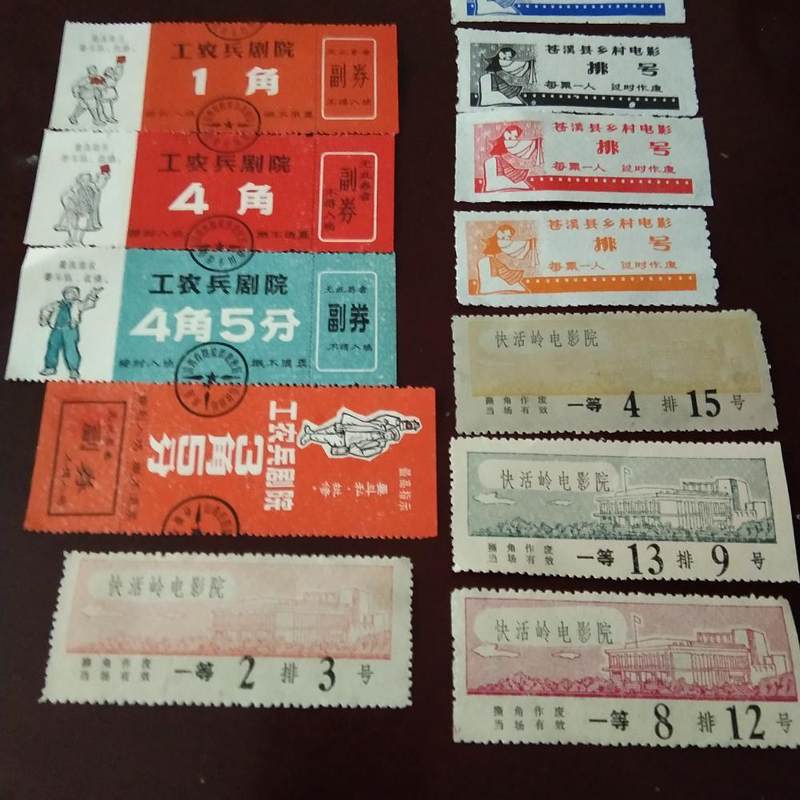 工农兵剧院
1角
副券
工农兵剧院
4角
副券
工农兵剧院
4角5分
副券
工农兵剧院
3角5分
副券
最高指示
要斗私,批修。
快活岭电影院
撕角作废
当场有效
一等 2 排 3 号
苍溪县乡村电影
排 号
每票一人 过时作废
苍溪县乡村电影
排 号
每票一人 过时作废
苍溪县乡村电影
排 号
每票一人 过时作废
快活岭电影院
撕角作废
当场有效
一等 4 排 15 号
快活岭电影院
撕角作废
当场有效
一等 13 排 9 号
快活岭电影院
撕角作废
当场有效
一等 8 排 12 号